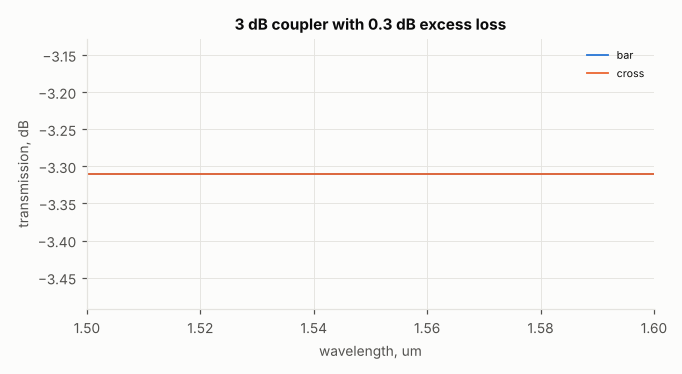 3 dB coupler with 0.3 dB excess loss
bar
cross
−3.15
−3.20
−3.25
−3.30
−3.35
−3.40
−3.45
transmission, dB
1.50 1.52 1.54 1.56 1.58 1.60
wavelength, um